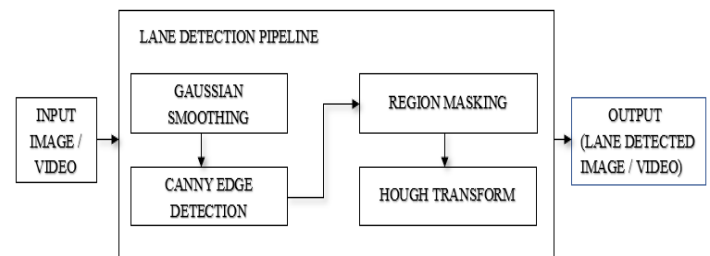 LANE DETECTION PIPELINE
INPUT
IMAGE /
VIDEO
GAUSSIAN
SMOOTHING
CANNY EDGE
DETECTION
REGION MASKING
HOUGH TRANSFORM
OUTPUT
(LANE DETECTED
IMAGE / VIDEO)